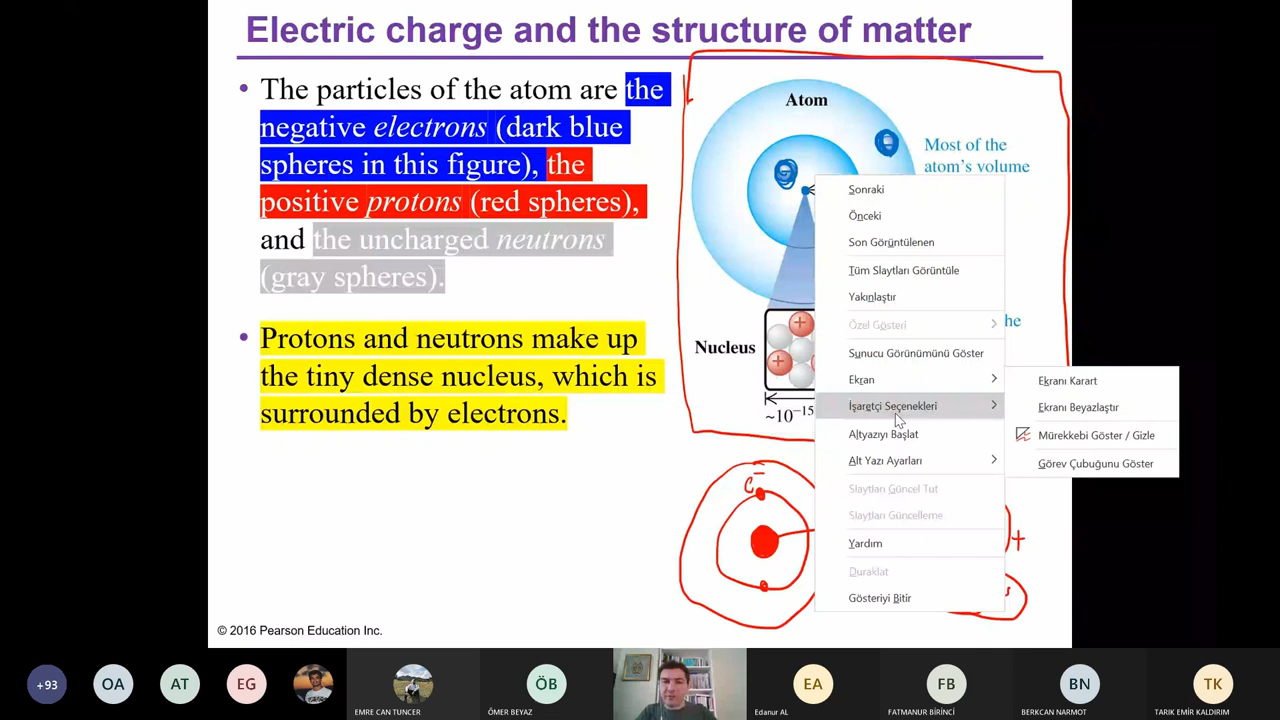 Electric charge and the structure of matter
• The particles of the atom are the
negative electrons (dark blue
spheres in this figure), the
positive protons (red spheres),
and the uncharged neutrons
(gray spheres).
• Protons and neutrons make up
the tiny dense nucleus, which is
surrounded by electrons.
© 2016 Pearson Education Inc.
Atom
Most of the
atom's volume
he
Nucleus
+
+
~10⁻¹⁵
e⁻
+
Sonraki
Önceki
Son Görüntülenen
Tüm Slaytları Görüntüle
Yakınlaştır
Özel Gösteri
Sunucu Görünümünü Göster
Ekran
İşaretçi Seçenekleri
Altyazıyı Başlat
Alt Yazı Ayarları
Slaytları Güncel Tut
Slaytları Güncelleme
Yardım
Duraklat
Gösteriyi Bitir
Ekranı Karart
Ekranı Beyazlaştır
Mürekkebi Göster / Gizle
Görev Çubuğunu Göster
+93
OA
AT
EG
EMRE CAN TUNCER
ÖB
ÖMER BEYAZ
EA
Edanur AL
FB
FATMANUR BİRİNCİ
BN
BERKCAN NARMOT
TK
TARIK EMİR KALDIRIM